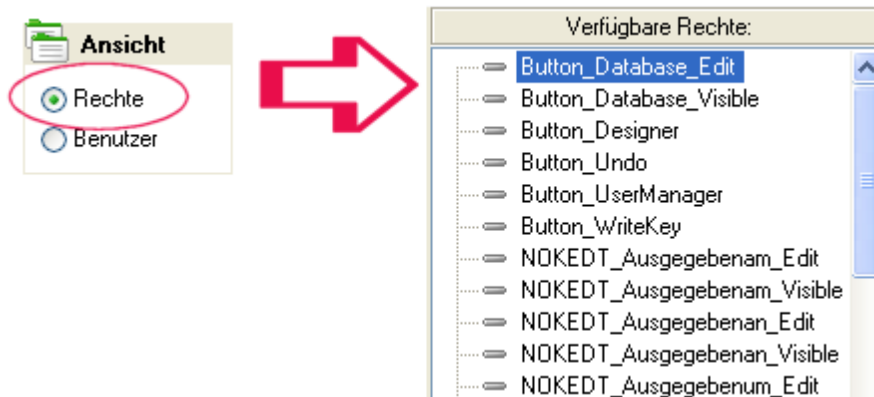 Ansicht
Rechte
Benutzer
Verfügbare Rechte:
Button_Database_Edit
Button_Database_Visible
Button_Designer
Button_Undo
Button_UserManager
Button_WriteKey
NOKEDT_Ausgegebenam_Edit
NOKEDT_Ausgegebenam_Visible
NOKEDT_Ausgegebenan_Edit
NOKEDT_Ausgegebenan_Visible
NOKEDT_Ausgegebenum_Edit